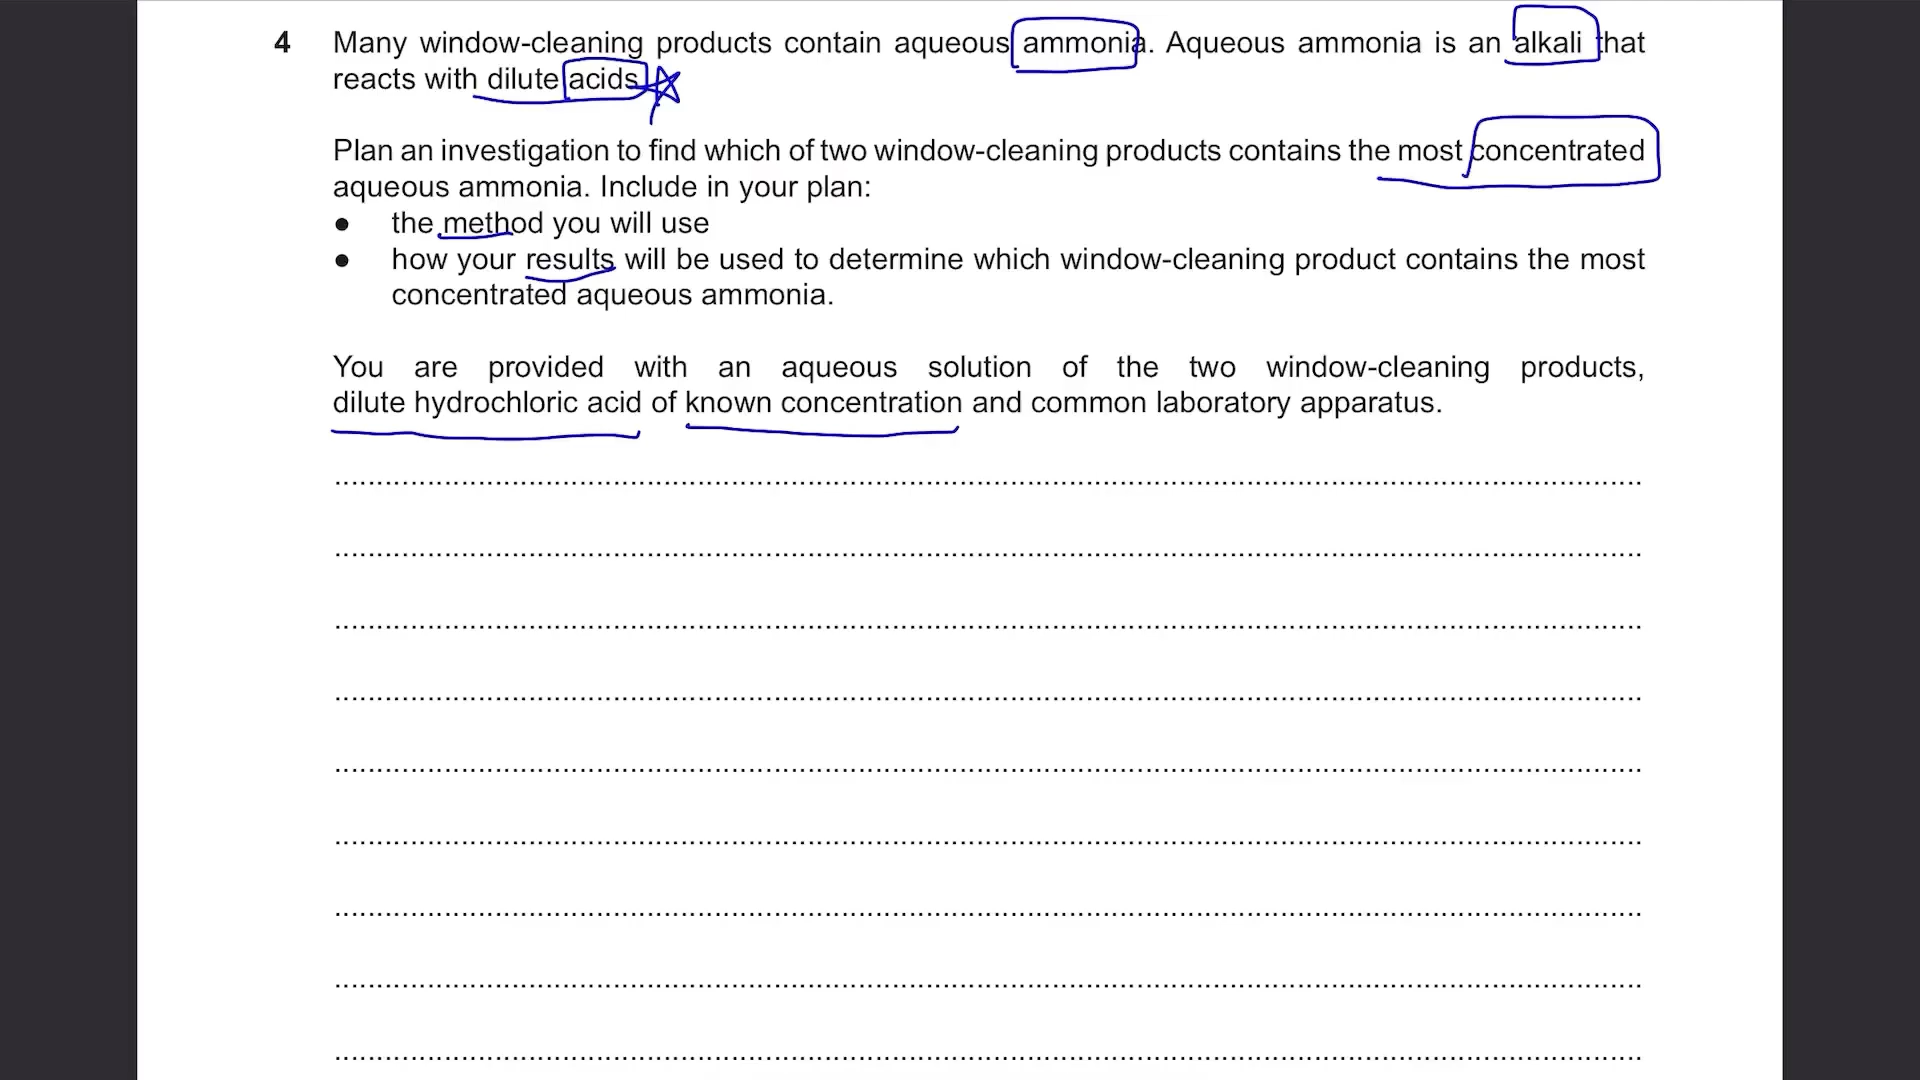 4 Many window-cleaning products contain aqueous ammonia. Aqueous ammonia is an alkali that
reacts with dilute acids.
Plan an investigation to find which of two window-cleaning products contains the most concentrated
aqueous ammonia. Include in your plan:
● the method you will use
● how your results will be used to determine which window-cleaning product contains the most
concentrated aqueous ammonia.
You are provided with an aqueous solution of the two window-cleaning products,
dilute hydrochloric acid of known concentration and common laboratory apparatus.